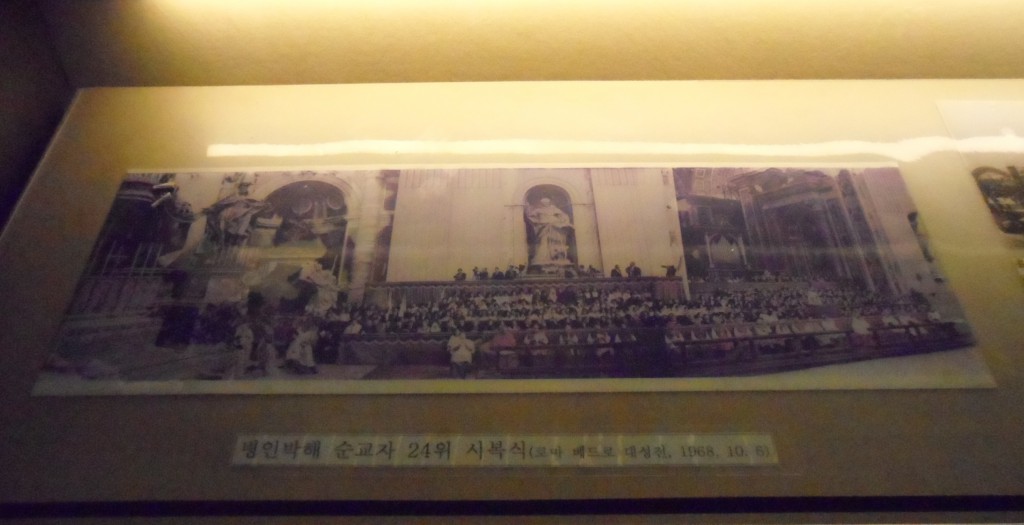 병인박해 순교자 24위 시복식(로마 베드로 대성전, 1968. 10. 6)